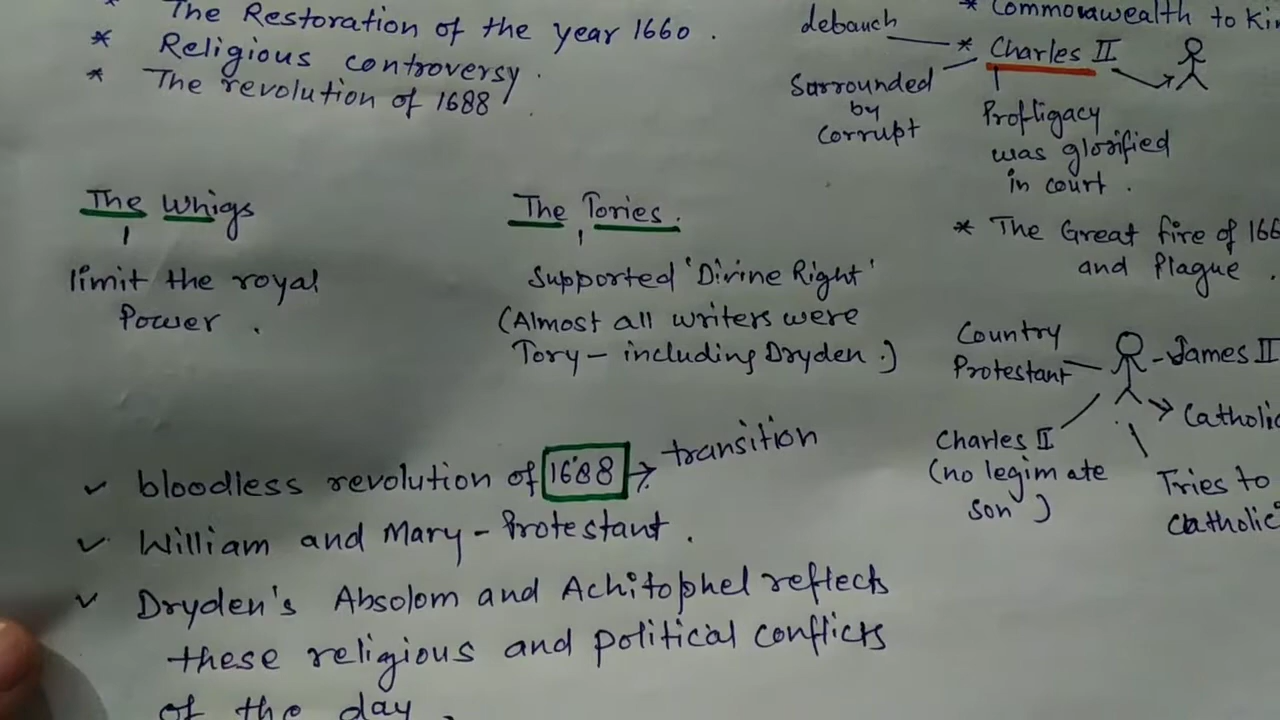 * The Restoration of the year 1660 .
* Religious controversy .
* The revolution of 1688 .
The Whigs
limit the royal
Power .
The Tories .
Supported 'Divine Right'
(Almost all writers were
Tory - including Dryden .)
✓ bloodless revolution of 1688 → transition
✓ William and Mary - Protestant .
✓ Dryden's Absolom and Achitophel reflects
these religious and political conflicts
of the day .
* Commonwealth to
debauch
* Charles II
Surrounded
by
corrupt
Profligacy
was glorified
in court .
* The Great fire of
and Plague .
Country
Protestant
- James II
Charles II
(no legimate
son)
Tries to